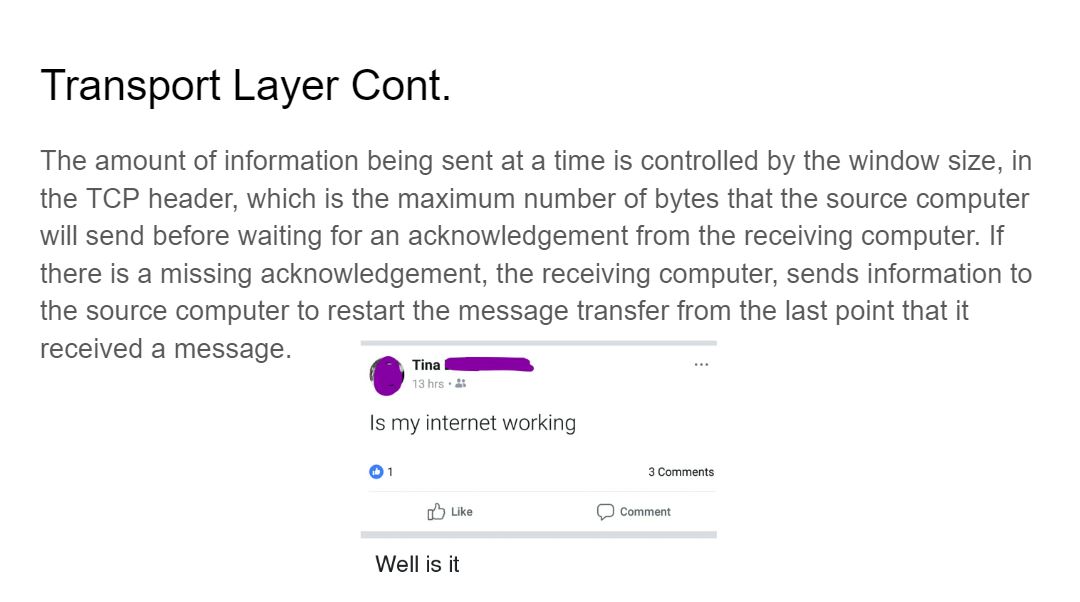 Transport Layer Cont.
The amount of information being sent at a time is controlled by the window size, in
the TCP header, which is the maximum number of bytes that the source computer
will send before waiting for an acknowledgement from the receiving computer. If
there is a missing acknowledgement, the receiving computer, sends information to
the source computer to restart the message transfer from the last point that it
received a message.
Tina
...
13 hrs •
Is my internet working
1
3 Comments
Like
Comment
Well is it